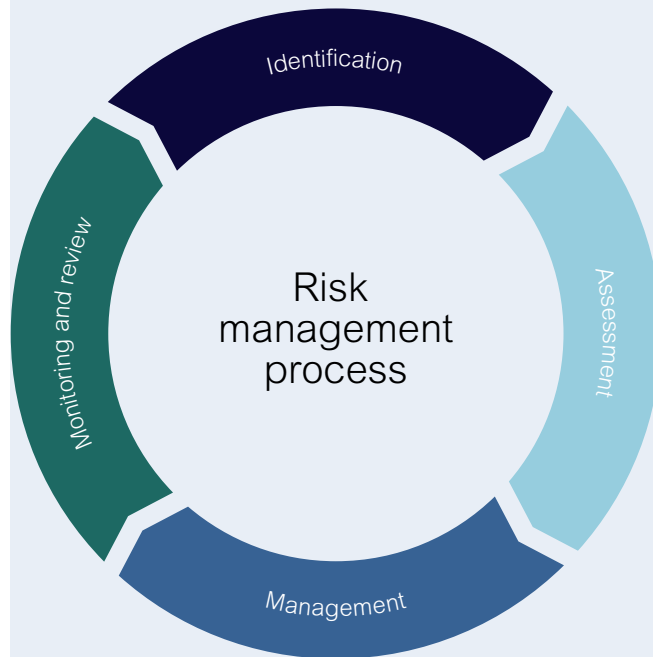 Identification
Assessment
Management
Monitoring and review
Risk
management
process